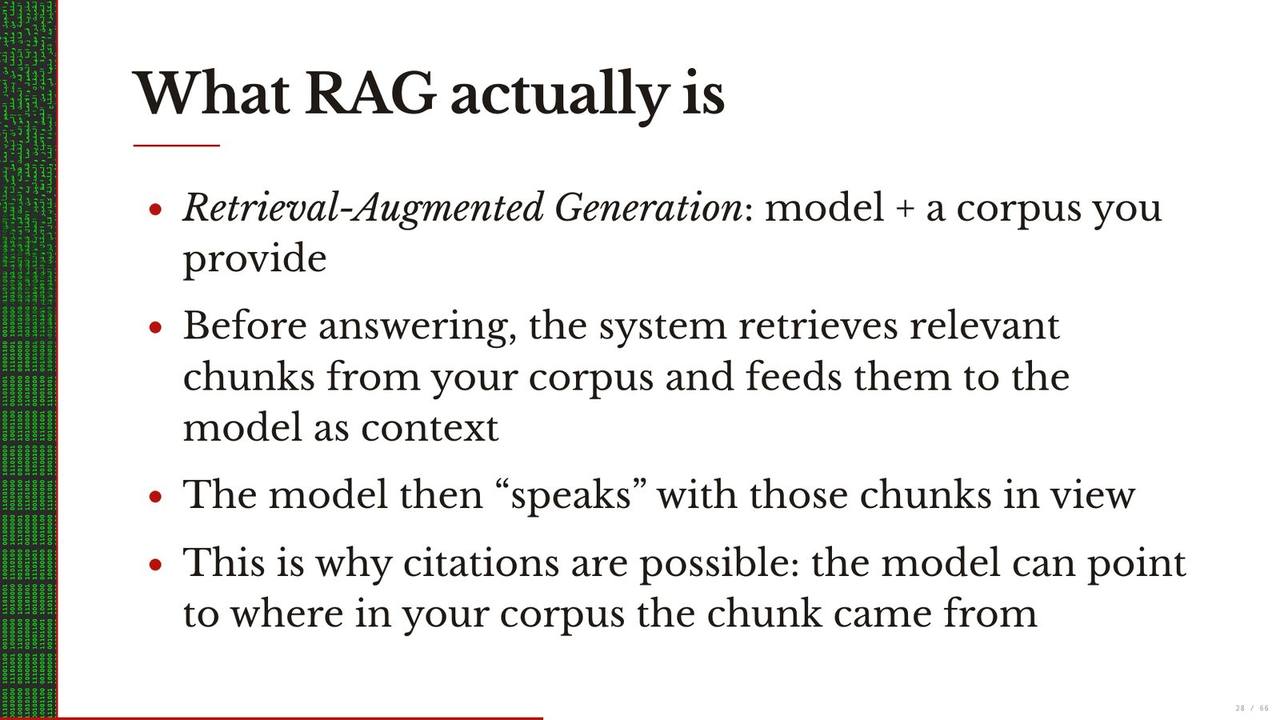 What RAG actually is
• Retrieval-Augmented Generation: model + a corpus you
provide
• Before answering, the system retrieves relevant
chunks from your corpus and feeds them to the
model as context
• The model then “speaks” with those chunks in view
• This is why citations are possible: the model can point
to where in your corpus the chunk came from
28 / 66